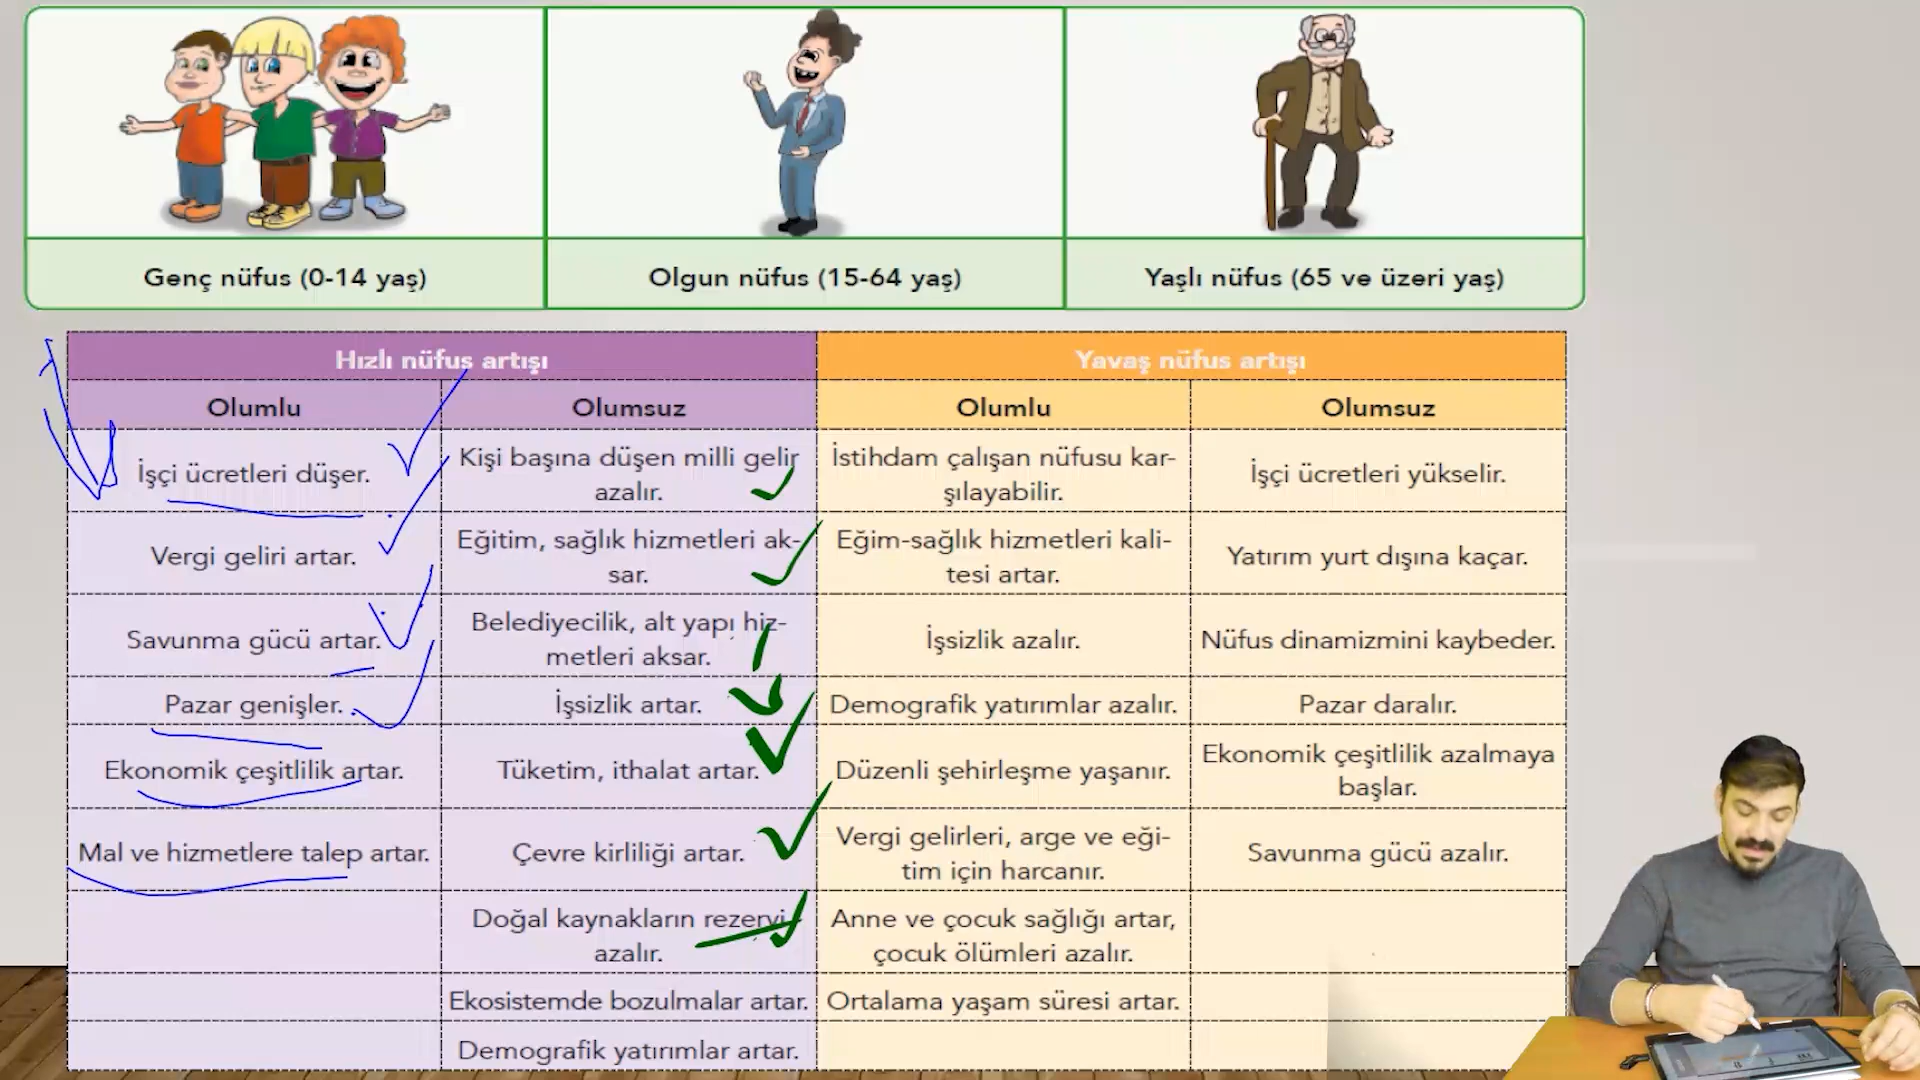 Genç nüfus (0-14 yaş)
Olgun nüfus (15-64 yaş)
Yaşlı nüfus (65 ve üzeri yaş)
Hızlı nüfus artışı
Yavaş nüfus artışı
Olumlu
Olumsuz
Olumlu
Olumsuz
İşçi ücretleri düşer.
Kişi başına düşen milli gelir
azalır.
İstihdam çalışan nüfusu kar-
şılayabilir.
İşçi ücretleri yükselir.
Vergi geliri artar.
Eğitim, sağlık hizmetleri ak-
sar.
Eğim-sağlık hizmetleri kali-
tesi artar.
Yatırım yurt dışına kaçar.
Savunma gücü artar.
Belediyecilik, alt yapı hiz-
metleri aksar.
İşsizlik azalır.
Nüfus dinamizmini kaybeder.
Pazar genişler.
İşsizlik artar.
Demografik yatırımlar azalır.
Pazar daralır.
Ekonomik çeşitlilik artar.
Tüketim, ithalat artar.
Düzenli şehirleşme yaşanır.
Ekonomik çeşitlilik azalmaya
başlar.
Mal ve hizmetlere talep artar.
Çevre kirliliği artar.
Vergi gelirleri, arge ve eği-
tim için harcanır.
Savunma gücü azalır.
Doğal kaynakların rezervi
azalır.
Anne ve çocuk sağlığı artar,
çocuk ölümleri azalır.
Ekosistemde bozulmalar artar.
Ortalama yaşam süresi artar.
Demografik yatırımlar artar.